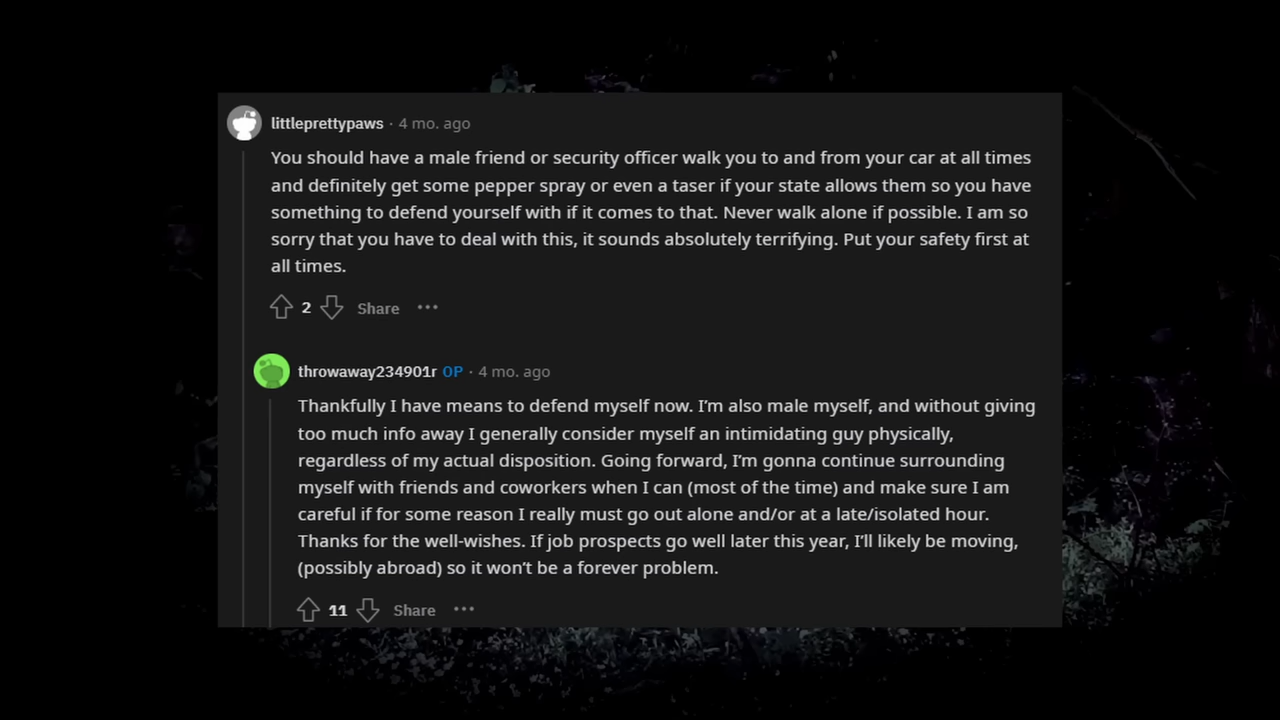 littleprettypaws · 4 mo. ago
You should have a male friend or security officer walk you to and from your car at all times
and definitely get some pepper spray or even a taser if your state allows them so you have
something to defend yourself with if it comes to that. Never walk alone if possible. I am so
sorry that you have to deal with this, it sounds absolutely terrifying. Put your safety first at
all times.
2 Share ···
throwaway234901r OP · 4 mo. ago
Thankfully I have means to defend myself now. I’m also male myself, and without giving
too much info away I generally consider myself an intimidating guy physically,
regardless of my actual disposition. Going forward, I’m gonna continue surrounding
myself with friends and coworkers when I can (most of the time) and make sure I am
careful if for some reason I really must go out alone and/or at a late/isolated hour.
Thanks for the well-wishes. If job prospects go well later this year, I’ll likely be moving,
(possibly abroad) so it won’t be a forever problem.
11 Share ···